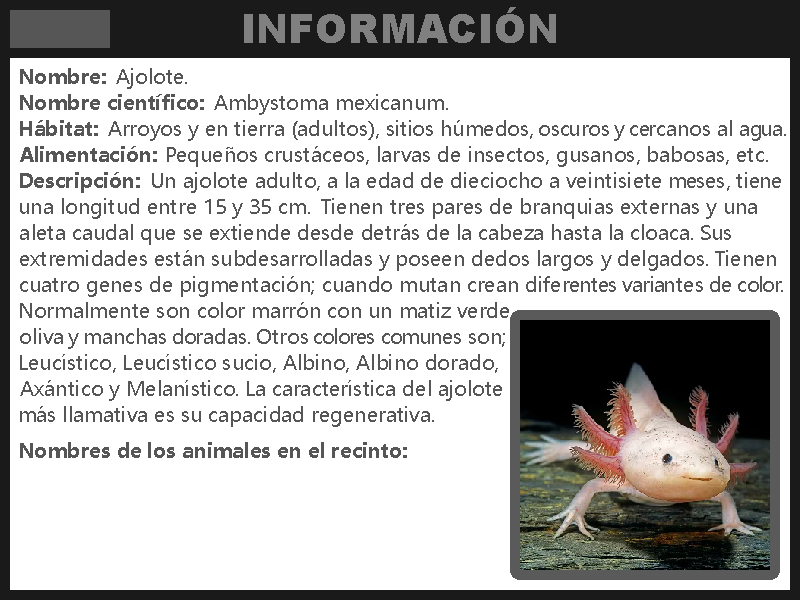 INFORMACIÓN
Nombre: Ajolote.
Nombre científico: Ambystoma mexicanum.
Hábitat: Arroyos y en tierra (adultos), sitios húmedos, oscuros y cercanos al agua.
Alimentación: Pequeños crustáceos, larvas de insectos, gusanos, babosas, etc.
Descripción: Un ajolote adulto, a la edad de dieciocho a veintisiete meses, tiene
una longitud entre 15 y 35 cm. Tienen tres pares de branquias externas y una
aleta caudal que se extiende desde detrás de la cabeza hasta la cloaca. Sus
extremidades están subdesarrolladas y poseen dedos largos y delgados. Tienen
cuatro genes de pigmentación; cuando mutan crean diferentes variantes de color.
Normalmente son color marrón con un matiz verde
oliva y manchas doradas. Otros colores comunes son;
Leucístico, Leucístico sucio, Albino, Albino dorado,
Axántico y Melanístico. La característica del ajolote
más llamativa es su capacidad regenerativa.
Nombres de los animales en el recinto: